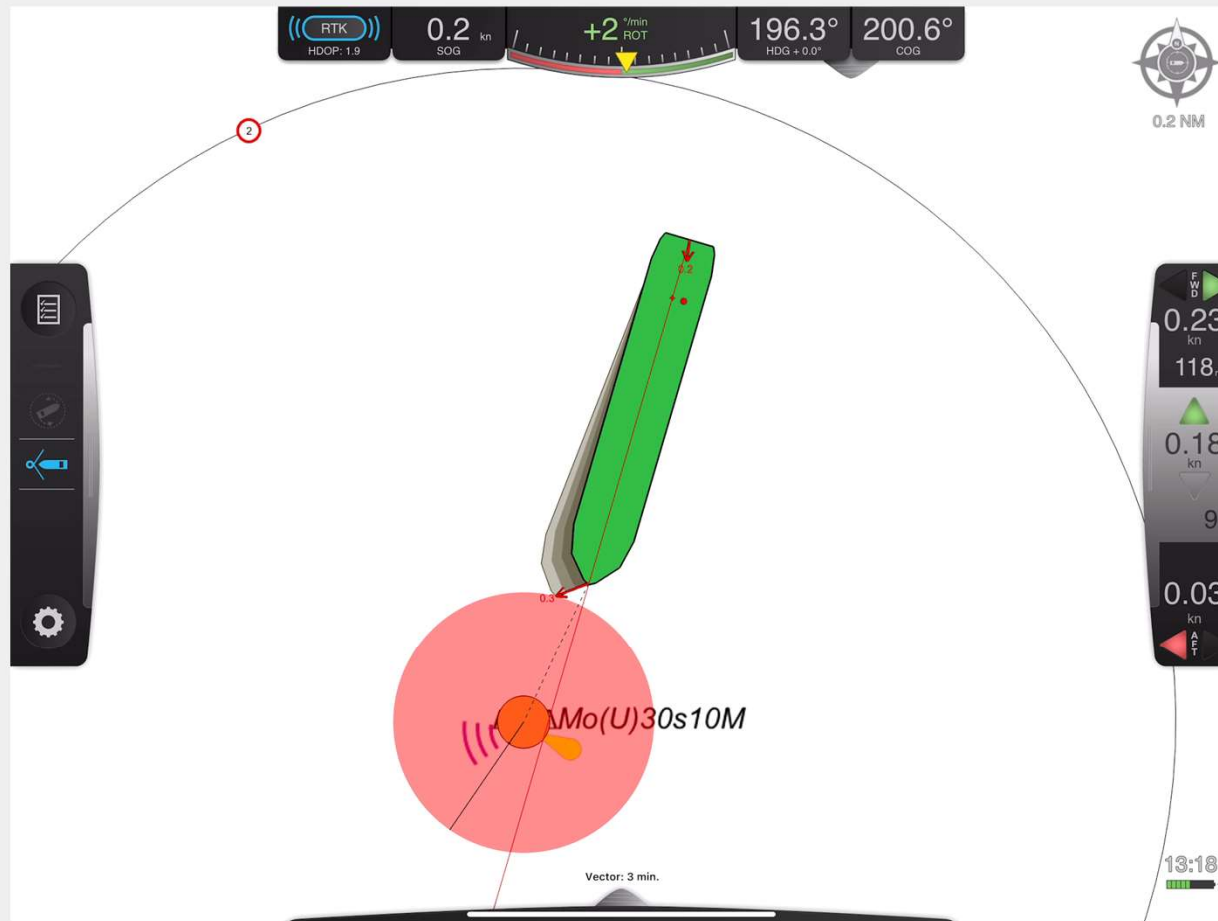 RTK
HDOP: 1.9
0.2 kn
SOG
+2 °/min
ROT
196.3°
HDG + 0.0°
200.6°
COG
N
0.2 NM
2
0.2
FWD
0.23
kn
118
0.18
kn
9
0.03
kn
AFT
0.3
Mo(U)30s10M
Vector: 3 min.
13:18